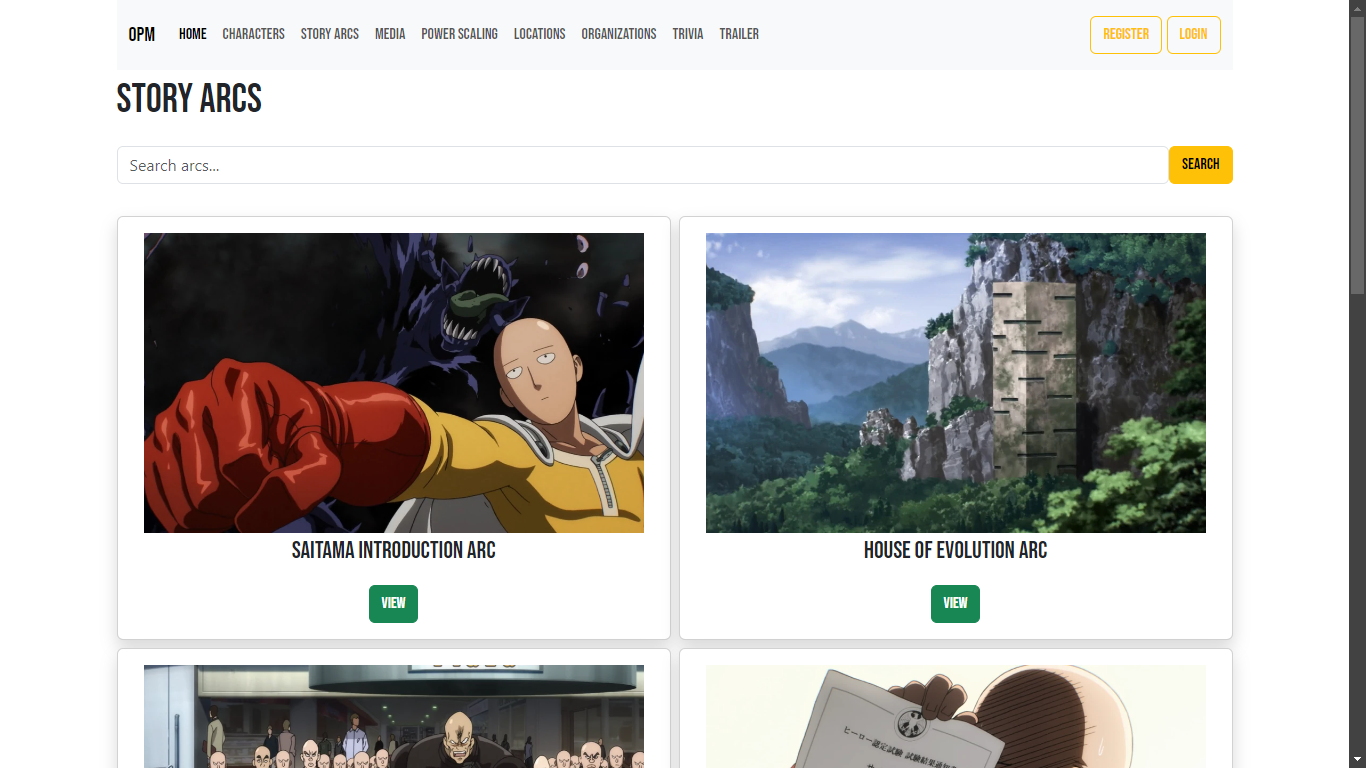 OPM HOME CHARACTERS STORY ARCS MEDIA POWER SCALING LOCATIONS ORGANIZATIONS TRIVIA TRAILER REGISTER LOGIN
STORY ARCS
Search arcs... SEARCH
SAITAMA INTRODUCTION ARC
VIEW
HOUSE OF EVOLUTION ARC
VIEW
ヒーロー認定試験 試験結果通知